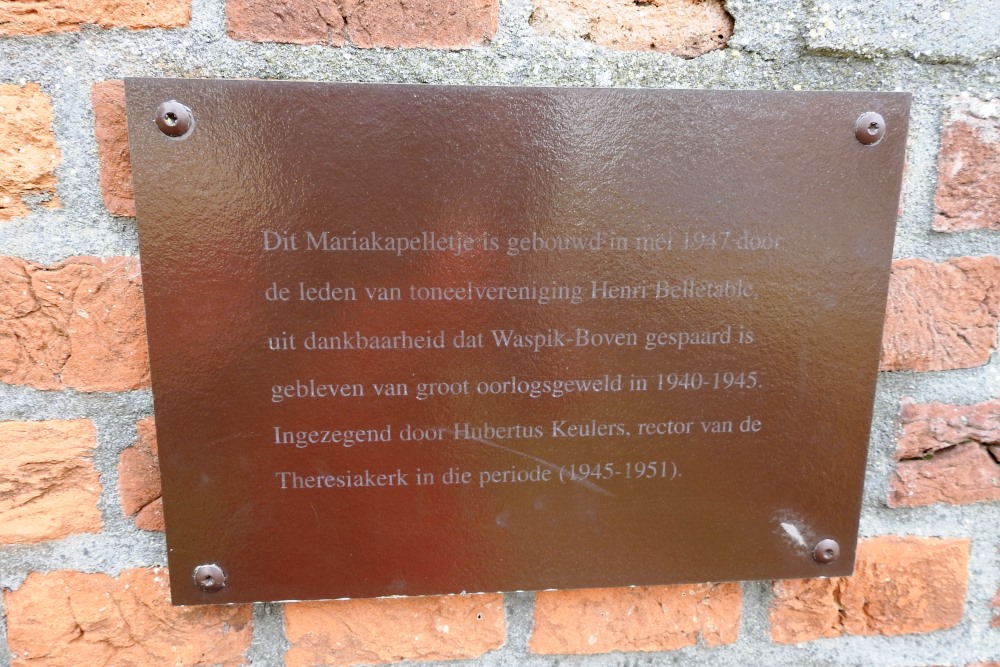 Dit Mariakapelletje is gebouwd in mei 1947 door
de leden van toneelvereniging Henri Belletable,
uit dankbaarheid dat Waspik-Boven gespaard is
gebleven van groot oorlogsgeweld in 1940-1945.
Ingezegend door Hubertus Keulers, rector van de
Theresiakerk in die periode (1945-1951).